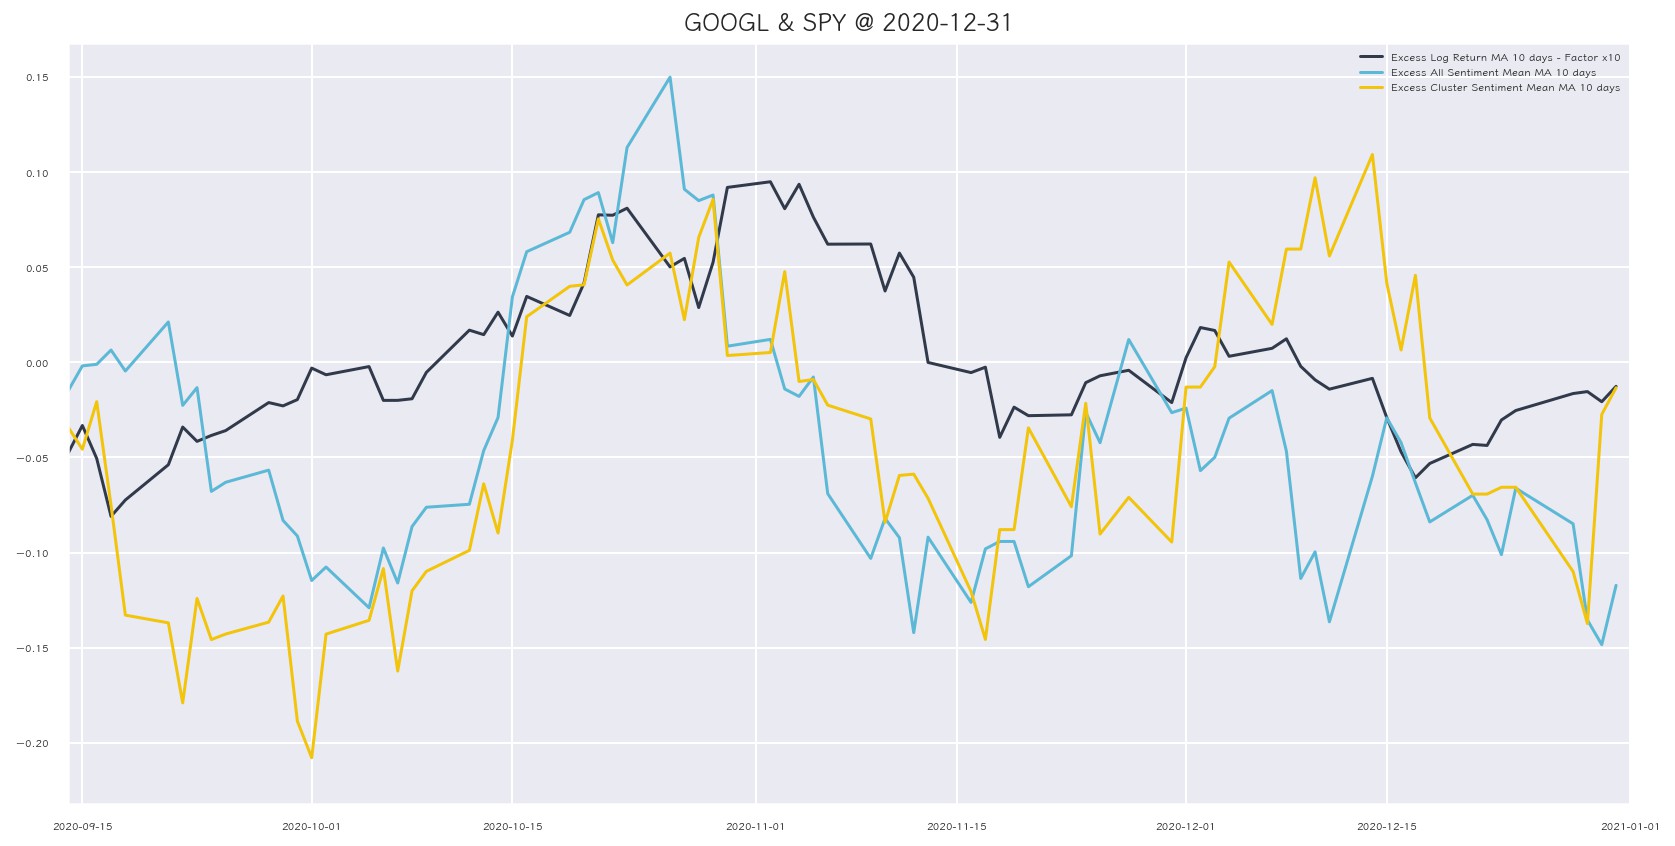 GOOGL & SPY @ 2020-12-31
Excess Log Return MA 10 days - Factor x10
Excess All Sentiment Mean MA 10 days
Excess Cluster Sentiment Mean MA 10 days
0.15
0.10
0.05
0.00
−0.05
−0.10
−0.15
−0.20
2020-09-15 2020-10-01 2020-10-15 2020-11-01 2020-11-15 2020-12-01 2020-12-15 2021-01-01